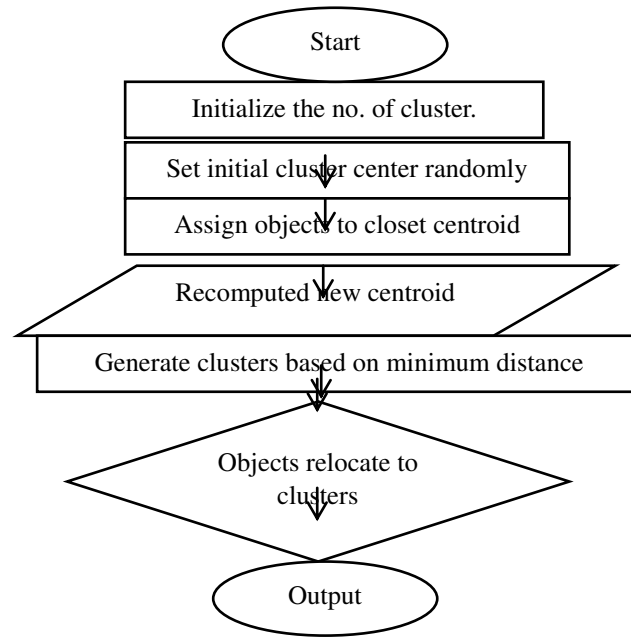 Start
Initialize the no. of cluster.
Set initial cluster center randomly
Assign objects to closet centroid
Recomputed new centroid
Generate clusters based on minimum distance
Objects relocate to
clusters
Output